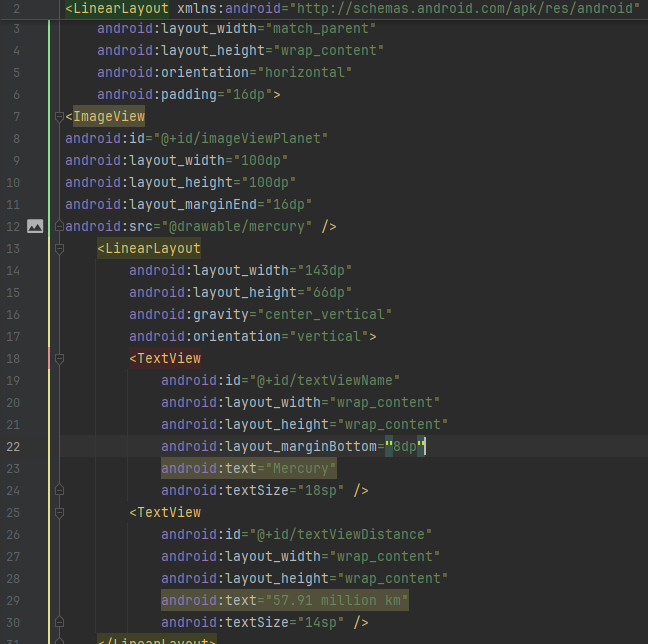 2 <LinearLayout xmlns:android="http://schemas.android.com/apk/res/android"
3 android:layout_width="match_parent"
4 android:layout_height="wrap_content"
5 android:orientation="horizontal"
6 android:padding="16dp">
7 <ImageView
8 android:id="@+id/imageViewPlanet"
9 android:layout_width="100dp"
10 android:layout_height="100dp"
11 android:layout_marginEnd="16dp"
12 android:src="@drawable/mercury" />
13 <LinearLayout
14 android:layout_width="143dp"
15 android:layout_height="66dp"
16 android:gravity="center_vertical"
17 android:orientation="vertical">
18 <TextView
19 android:id="@+id/textViewName"
20 android:layout_width="wrap_content"
21 android:layout_height="wrap_content"
22 android:layout_marginBottom="8dp"
23 android:text="Mercury"
24 android:textSize="18sp" />
25 <TextView
26 android:id="@+id/textViewDistance"
27 android:layout_width="wrap_content"
28 android:layout_height="wrap_content"
29 android:text="57.91 million km"
30 android:textSize="14sp" />
31 </LinearLayout>